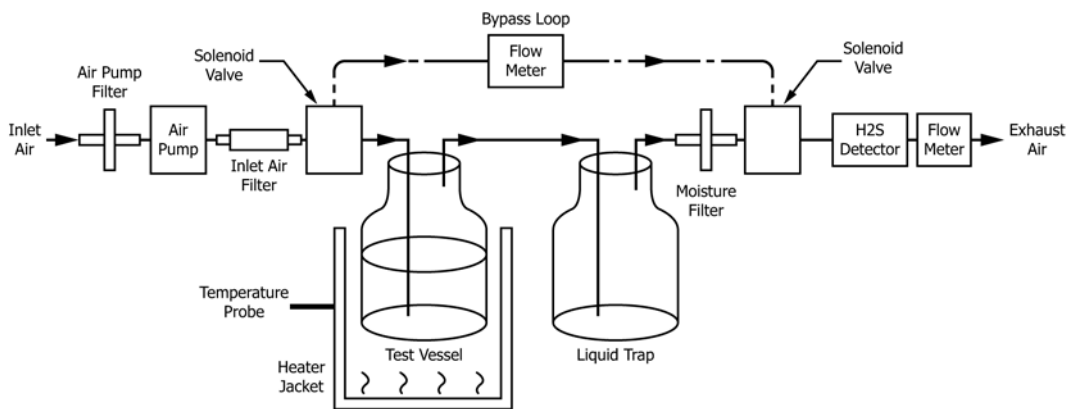 Bypass Loop
Flow
Meter
Solenoid
Valve
Solenoid
Valve
Air Pump
Filter
Inlet
Air
Air
Pump
Inlet Air
Filter
H2S
Detector
Flow
Meter
Exhaust
Air
Moisture
Filter
Temperature
Probe
Test Vessel
Liquid Trap
Heater
Jacket